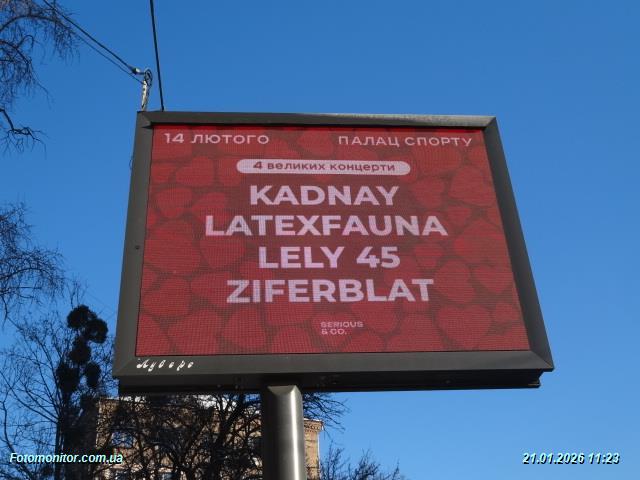 14 ЛЮТОГО ПАЛАЦ СПОРТУ
4 великих концерти
KADNAY
LATEXFAUNA
LELY 45
ZIFERBLAT
SERIOUS
& CO.
Лувере
Fotomonitor.com.ua 21.01.2026 11:23